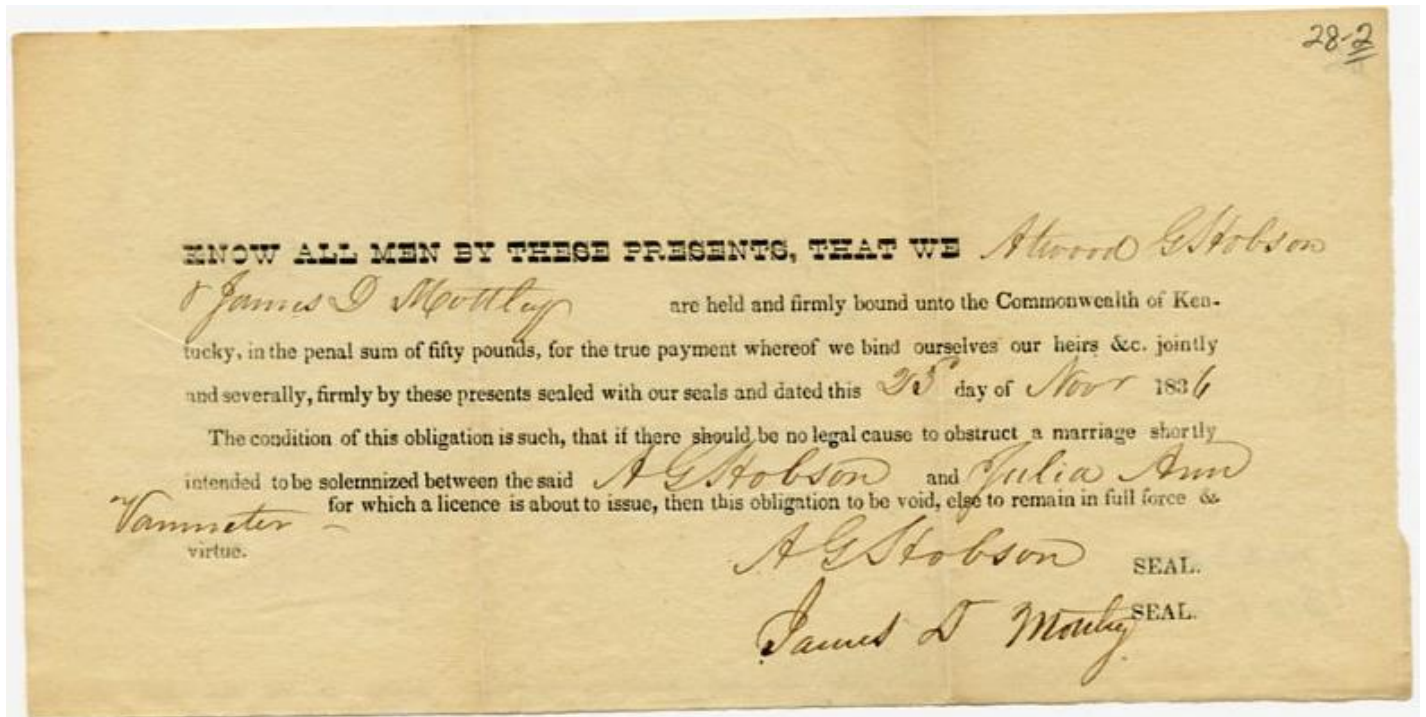 28-2
KNOW ALL MEN BY THESE PRESENTS, THAT WE Atwood G Hobson
& James D Mottley are held and firmly bound unto the Commonwealth of Ken-
tucky, in the penal sum of fifty pounds, for the true payment whereof we bind ourselves our heirs &c. jointly
and severally, firmly by these presents sealed with our seals and dated this 25 day of Novr 1836
The condition of this obligation is such, that if there should be no legal cause to obstruct a marriage shortly
intended to be solemnized between the said A G Hobson and Julia Ann
Vanmeter – for which a licence is about to issue, then this obligation to be void, else to remain in full force &
virtue.
A G Hobson SEAL.
James D Mottley SEAL.